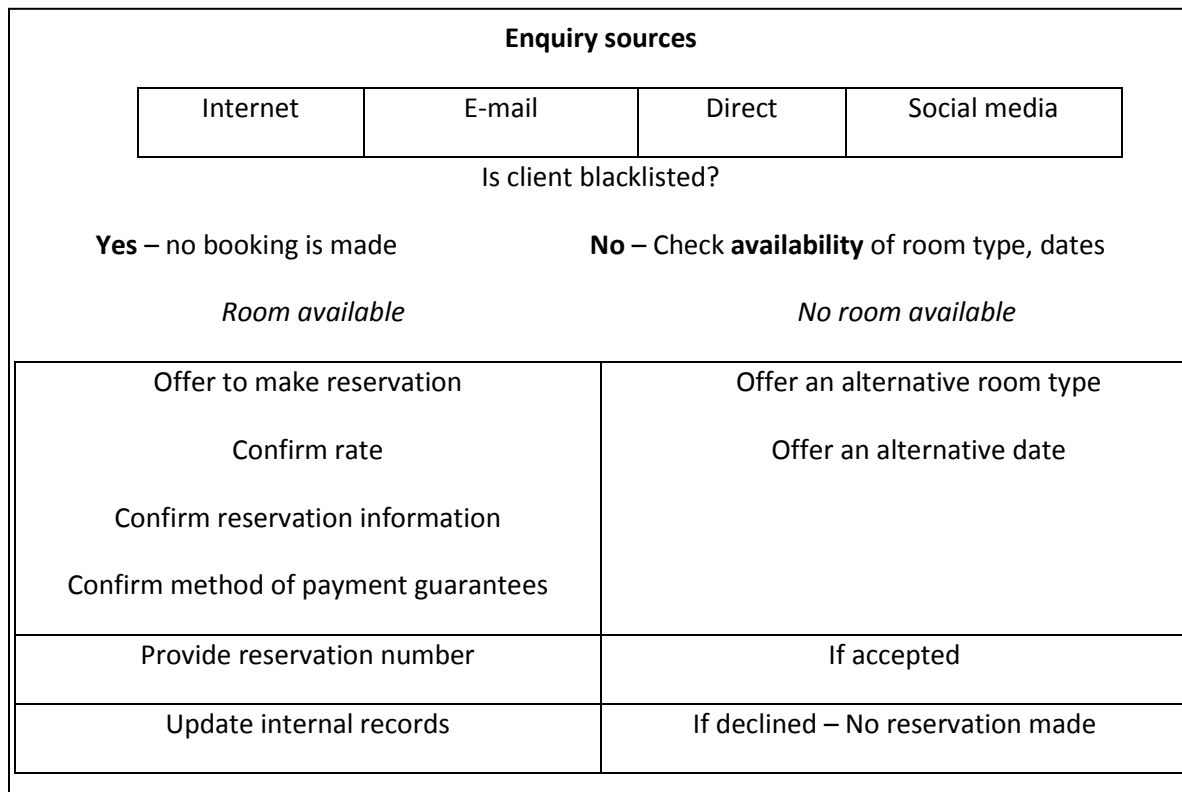 Enquiry sources
Internet E-mail Direct Social media
Is client blacklisted?
Yes – no booking is made No – Check availability of room type, dates
Room available No room available
Offer to make reservation Offer an alternative room type
Confirm rate Offer an alternative date
Confirm reservation information
Confirm method of payment guarantees
Provide reservation number If accepted
Update internal records If declined – No reservation made